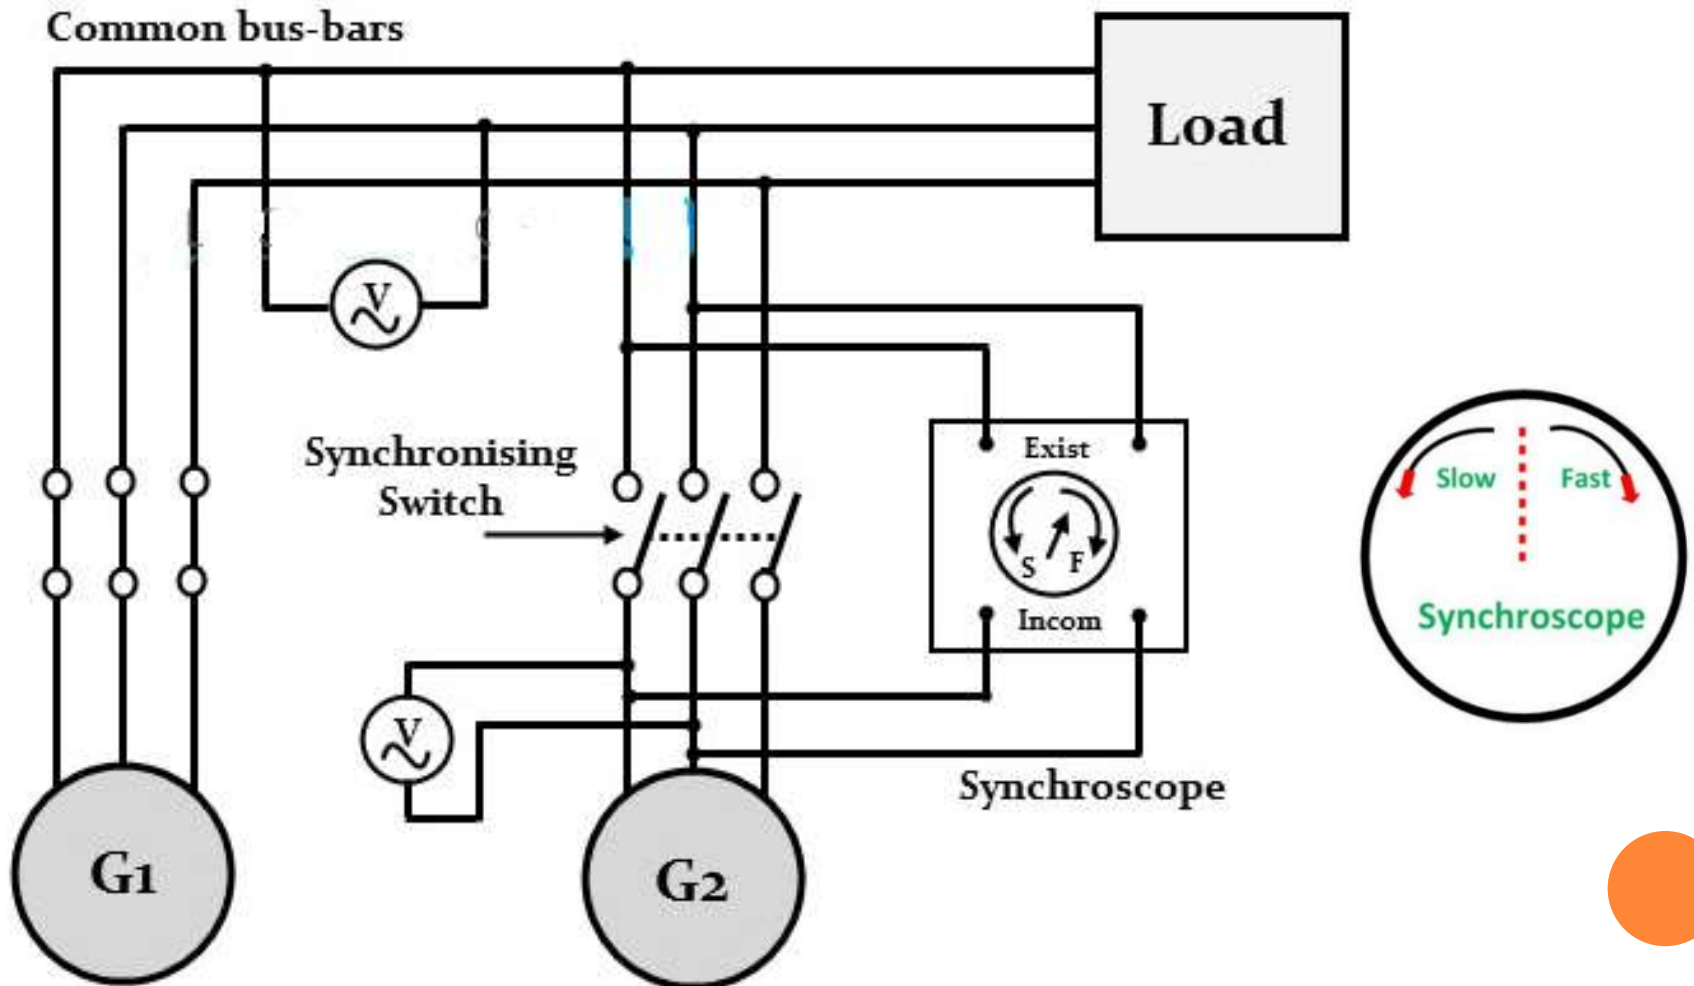 Common bus-bars
Load
V
Synchronising
Switch
Exist
S F
Incom
Slow Fast
Synchroscope
V
Synchroscope
G1
G2